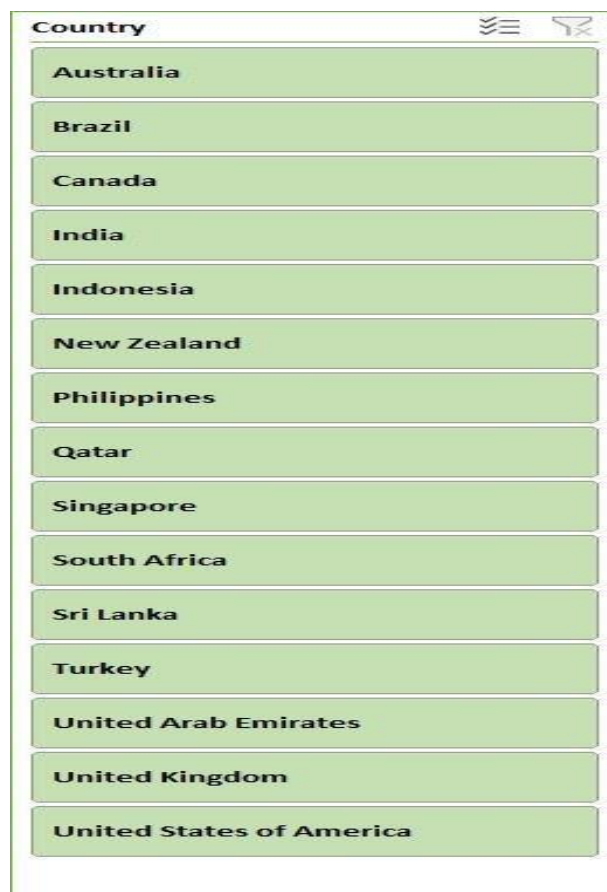 Country
Australia
Brazil
Canada
India
Indonesia
New Zealand
Philippines
Qatar
Singapore
South Africa
Sri Lanka
Turkey
United Arab Emirates
United Kingdom
United States of America